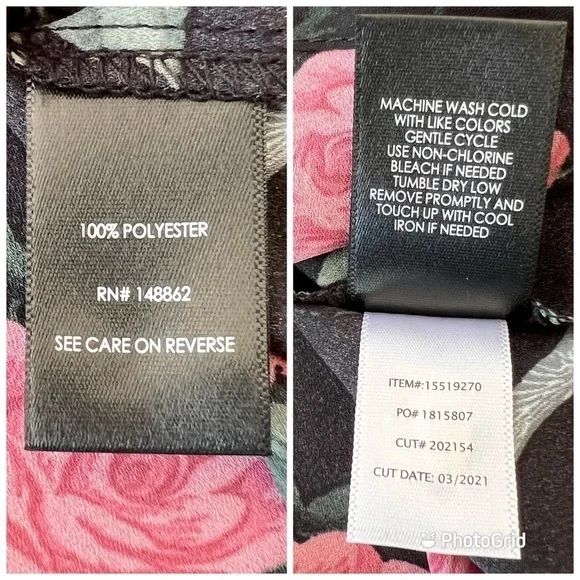 100% POLYESTER
RN# 148862
SEE CARE ON REVERSE
MACHINE WASH COLD
WITH LIKE COLORS
GENTLE CYCLE
USE NON-CHLORINE
BLEACH IF NEEDED
TUMBLE DRY LOW
REMOVE PROMPTLY AND
TOUCH UP WITH COOL
IRON IF NEEDED
ITEM#:15519270
PO# 1815807
CUT# 202154
CUT DATE: 03/2021
PhotoGrid